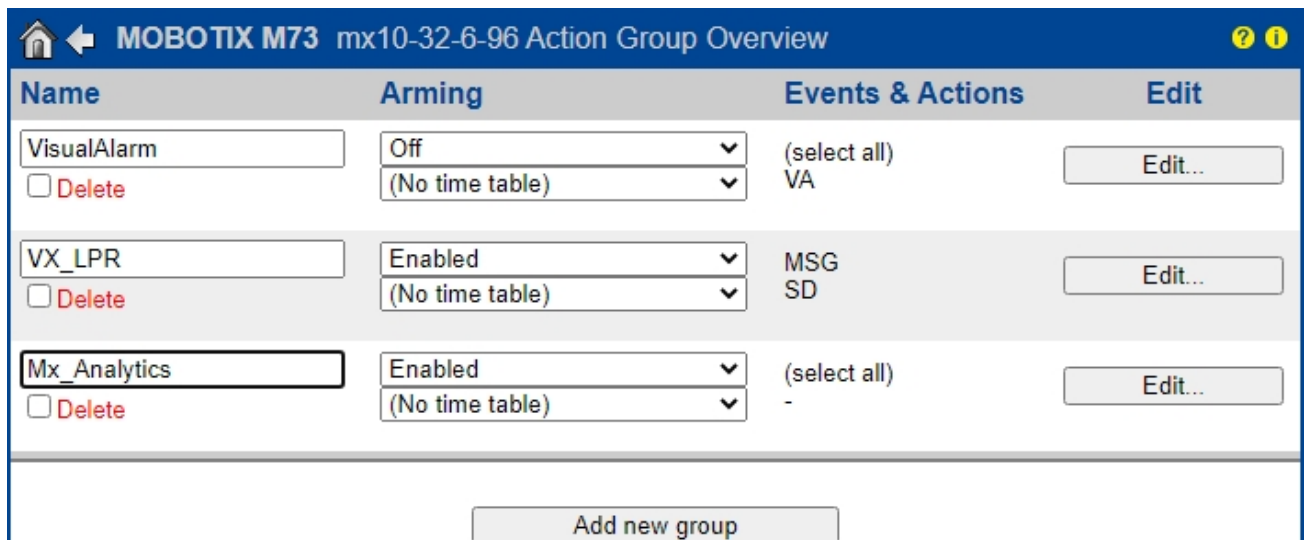 MOBOTIX M73 mx10-32-6-96 Action Group Overview ? i
Name Arming Events & Actions Edit
VisualAlarm Off (select all) Edit...
Delete (No time table) VA
VX_LPR Enabled MSG Edit...
Delete (No time table) SD
Mx_Analytics Enabled (select all) Edit...
Delete (No time table) -
Add new group